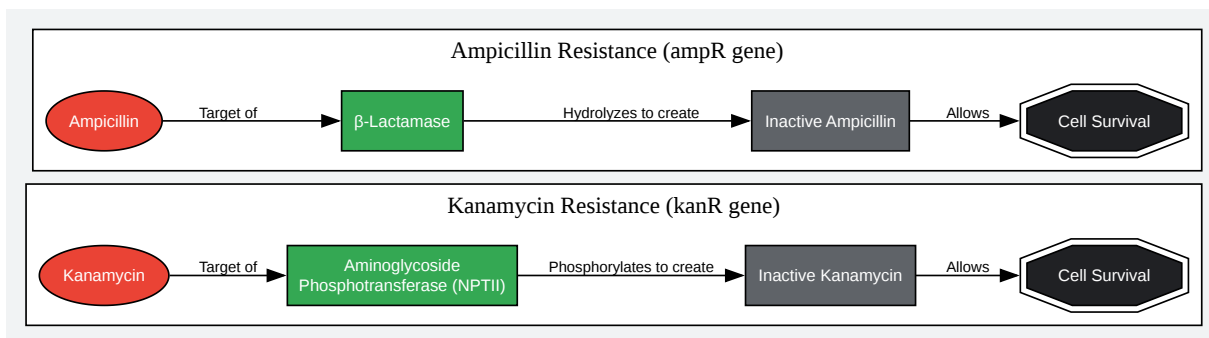 Ampicillin Resistance (ampR gene)
Ampicillin
Target of
β-Lactamase
Hydrolyzes to create
Inactive Ampicillin
Allows
Cell Survival
Kanamycin Resistance (kanR gene)
Kanamycin
Target of
Aminoglycoside
Phosphotransferase (NPTII)
Phosphorylates to create
Inactive Kanamycin
Allows
Cell Survival